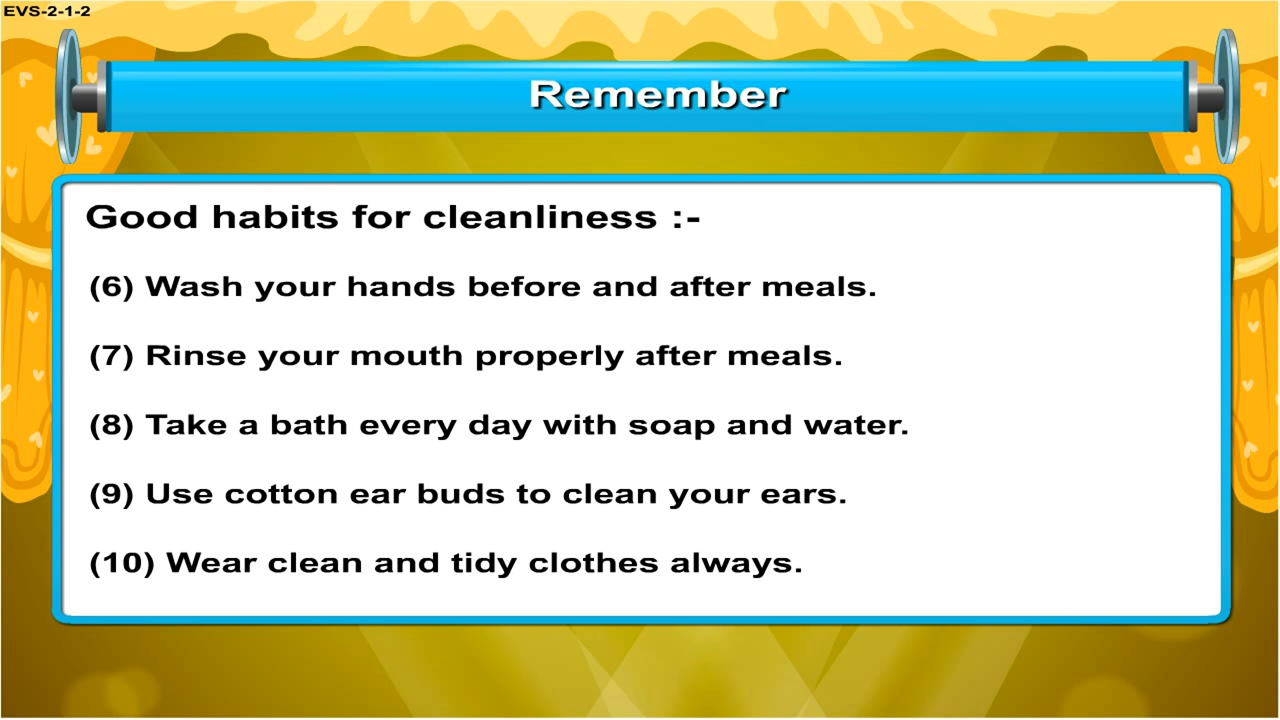 EVS-2-1-2
Remember
Good habits for cleanliness :-
(6) Wash your hands before and after meals.
(7) Rinse your mouth properly after meals.
(8) Take a bath every day with soap and water.
(9) Use cotton ear buds to clean your ears.
(10) Wear clean and tidy clothes always.